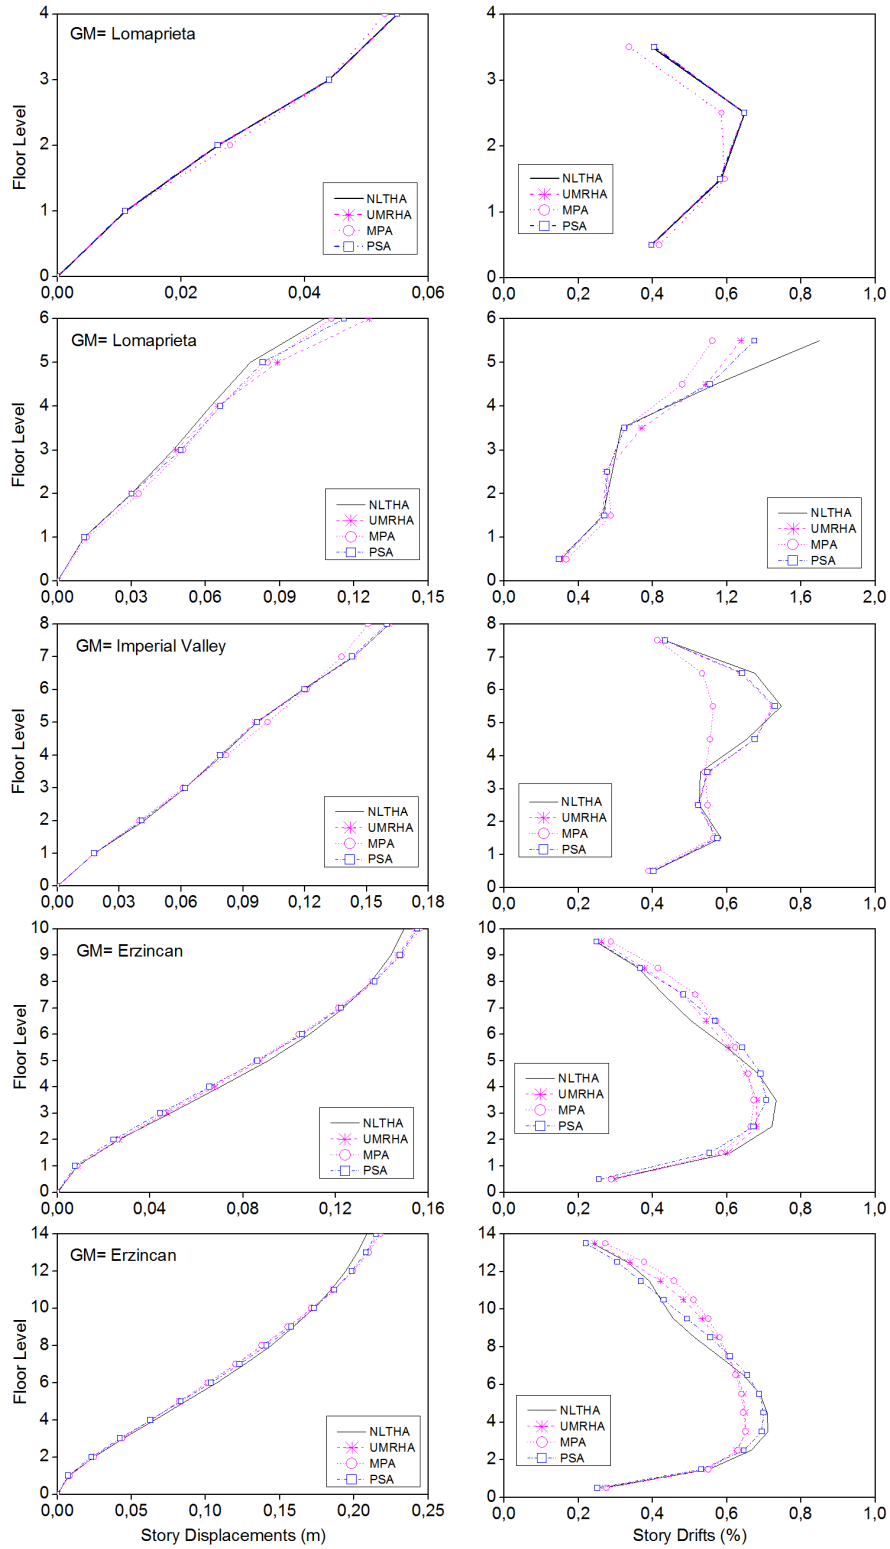 4
GM= Lomaprieta
3
2
1
0
Floor Level
NLTHA
UMRHA
MPA
PSA
0,00 0,02 0,04 0,06
4
3
2
1
0
NLTHA
UMRHA
MPA
PSA
0,0 0,2 0,4 0,6 0,8 1,0
6
GM= Lomaprieta
5
4
3
2
1
0
Floor Level
NLTHA
UMRHA
MPA
PSA
0,00 0,03 0,06 0,09 0,12 0,15
6
5
4
3
2
1
0
NLTHA
UMRHA
MPA
PSA
0,0 0,4 0,8 1,2 1,6 2,0
8
GM= Imperial Valley
7
6
5
4
3
2
1
0
Floor Level
NLTHA
UMRHA
MPA
PSA
0,00 0,03 0,06 0,09 0,12 0,15 0,18
8
7
6
5
4
3
2
1
0
NLTHA
UMRHA
MPA
PSA
0,0 0,2 0,4 0,6 0,8 1,0
10
GM= Erzincan
9
8
7
6
5
4
3
2
1
0
Floor Level
NLTHA
UMRHA
MPA
PSA
0,00 0,04 0,08 0,12 0,16
10
9
8
7
6
5
4
3
2
1
0
NLTHA
UMRHA
MPA
PSA
0,0 0,2 0,4 0,6 0,8 1,0
14
GM= Erzincan
12
10
8
6
4
2
0
Floor Level
NLTHA
UMRHA
MPA
PSA
0,00 0,05 0,10 0,15 0,20 0,25
Story Displacements (m)
14
12
10
8
6
4
2
0
NLTHA
UMRHA
MPA
PSA
0,0 0,2 0,4 0,6 0,8 1,0
Story Drifts (%)